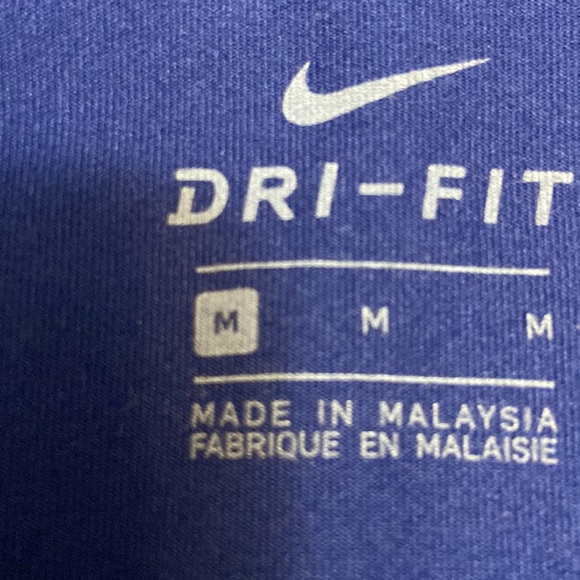 DRI-FIT
M M M
MADE IN MALAYSIA
FABRIQUE EN MALAISIE